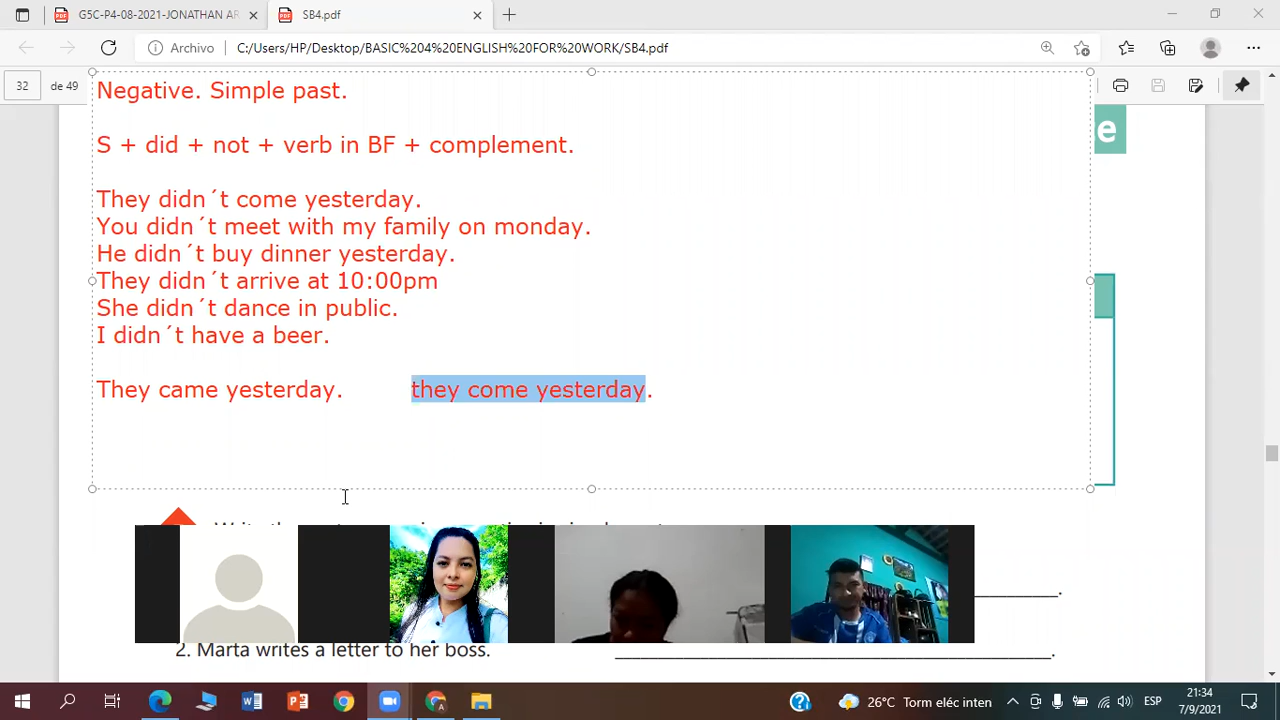 G5C-P4-08-2021-JONATHAN AR
SB4.pdf
Archivo
C:/Users/HP/Desktop/BASIC%204%20ENGLISH%20FOR%20WORK/SB4.pdf
32 de 49
Negative. Simple past.
e
S + did + not + verb in BF + complement.
They didn´t come yesterday.
You didn´t meet with my family on monday.
He didn´t buy dinner yesterday.
They didn´t arrive at 10:00pm
She didn´t dance in public.
I didn´t have a beer.
They came yesterday. they come yesterday.
2. Marta writes a letter to her boss. ______________________________.
26°C Torm eléc inten
ESP
21:34
7/9/2021